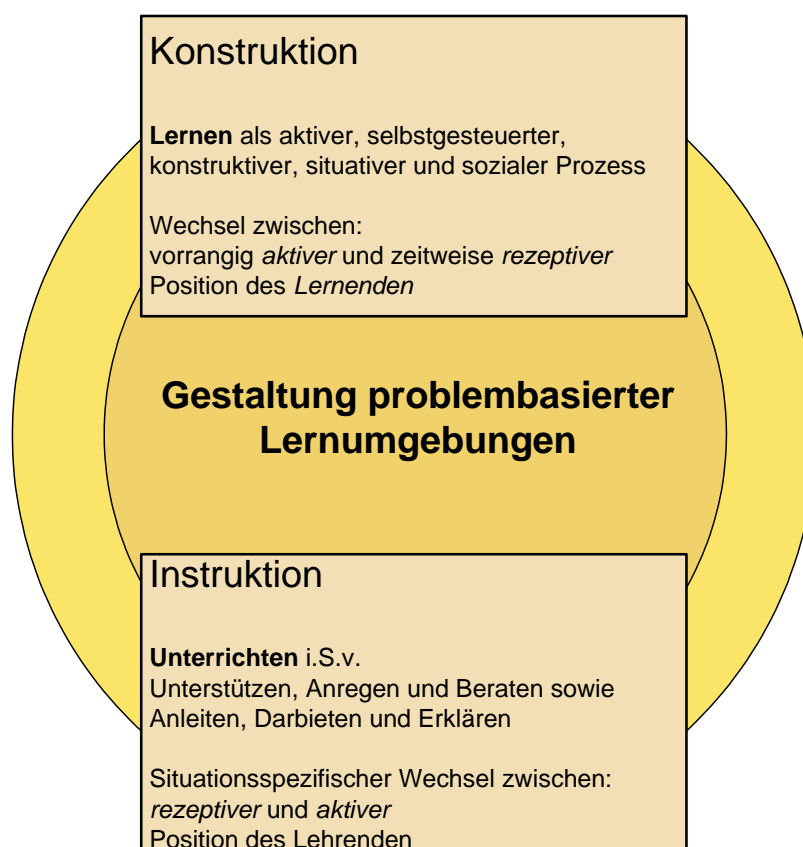 Konstruktion
Lernen als aktiver, selbstgesteuerter,
konstruktiver, situativer und sozialer Prozess
Wechsel zwischen:
vorrangig aktiver und zeitweise rezeptiver
Position des Lernenden
Gestaltung problembasierter
Lernumgebungen
Instruktion
Unterrichten i.S.v.
Unterstützen, Anregen und Beraten sowie
Anleiten, Darbieten und Erklären
Situationsspezifischer Wechsel zwischen:
rezeptiver und aktiver
Position des Lehrenden